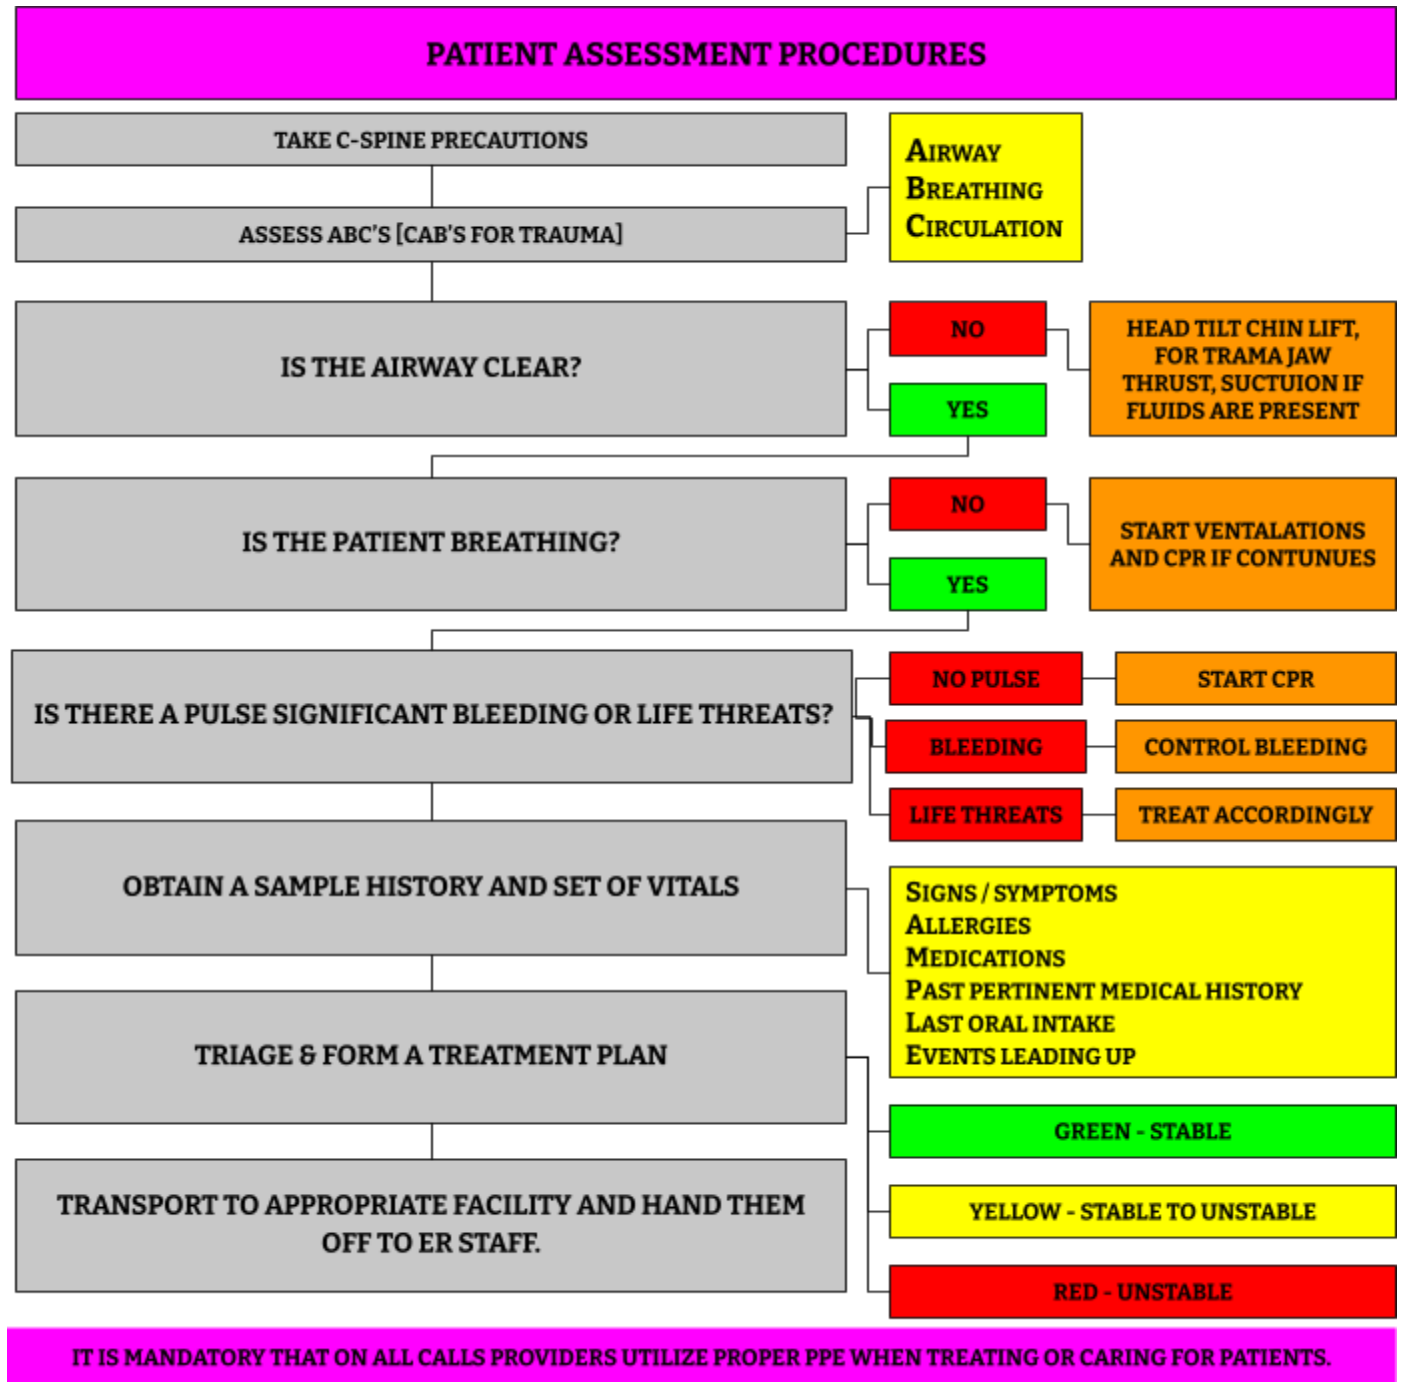 PATIENT ASSESSMENT PROCEDURES
TAKE C-SPINE PRECAUTIONS
ASSESS ABC'S [CAB'S FOR TRAUMA]
AIRWAY
BREATHING
CIRCULATION
IS THE AIRWAY CLEAR?
NO
YES
HEAD TILT CHIN LIFT,
FOR TRAMA JAW
THRUST, SUCTUION IF
FLUIDS ARE PRESENT
IS THE PATIENT BREATHING?
NO
YES
START VENTALATIONS
AND CPR IF CONTUNUES
IS THERE A PULSE SIGNIFICANT BLEEDING OR LIFE THREATS?
NO PULSE
START CPR
BLEEDING
CONTROL BLEEDING
LIFE THREATS
TREAT ACCORDINGLY
OBTAIN A SAMPLE HISTORY AND SET OF VITALS
SIGNS / SYMPTOMS
ALLERGIES
MEDICATIONS
PAST PERTINENT MEDICAL HISTORY
LAST ORAL INTAKE
EVENTS LEADING UP
TRIAGE & FORM A TREATMENT PLAN
GREEN - STABLE
YELLOW - STABLE TO UNSTABLE
RED - UNSTABLE
TRANSPORT TO APPROPRIATE FACILITY AND HAND THEM
OFF TO ER STAFF.
IT IS MANDATORY THAT ON ALL CALLS PROVIDERS UTILIZE PROPER PPE WHEN TREATING OR CARING FOR PATIENTS.